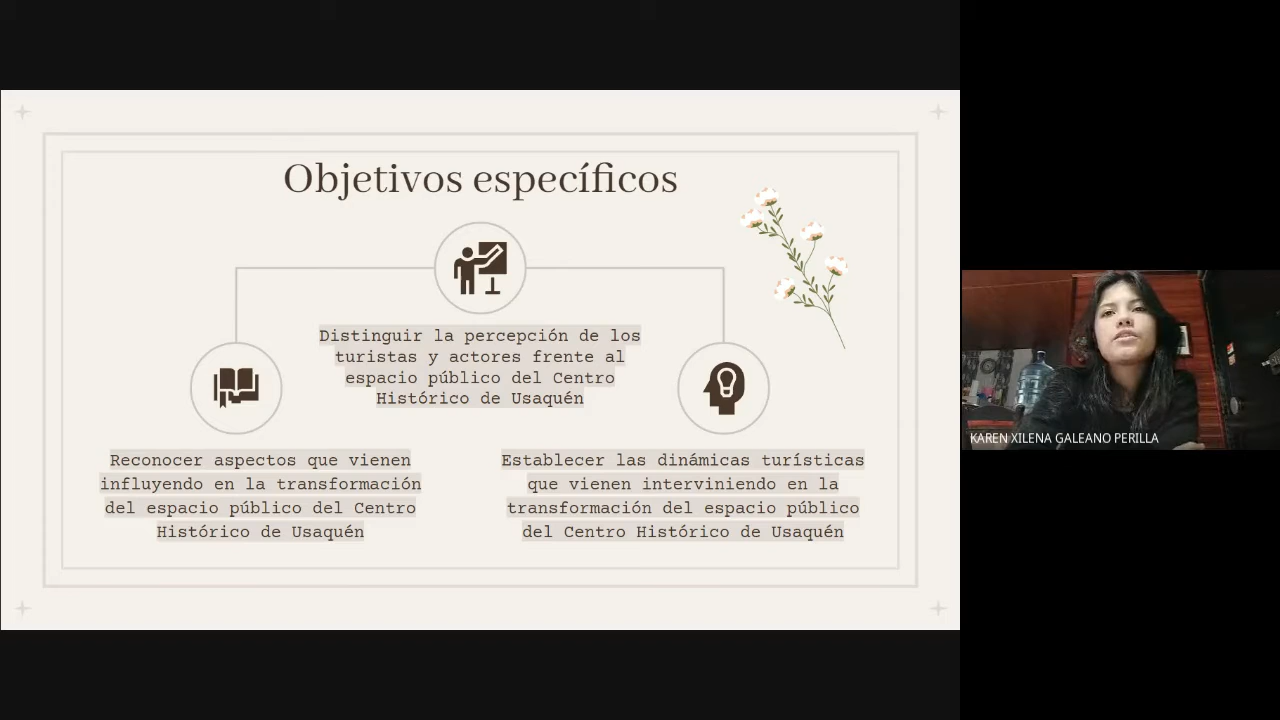 Objetivos específicos
Distinguir la percepción de los
turistas y actores frente al
espacio público del Centro
Histórico de Usaquén
Reconocer aspectos que vienen
influyendo en la transformación
del espacio público del Centro
Histórico de Usaquén
Establecer las dinámicas turísticas
que vienen interviniendo en la
transformación del espacio público
del Centro Histórico de Usaquén
KAREN XILENA GALEANO PERILLA